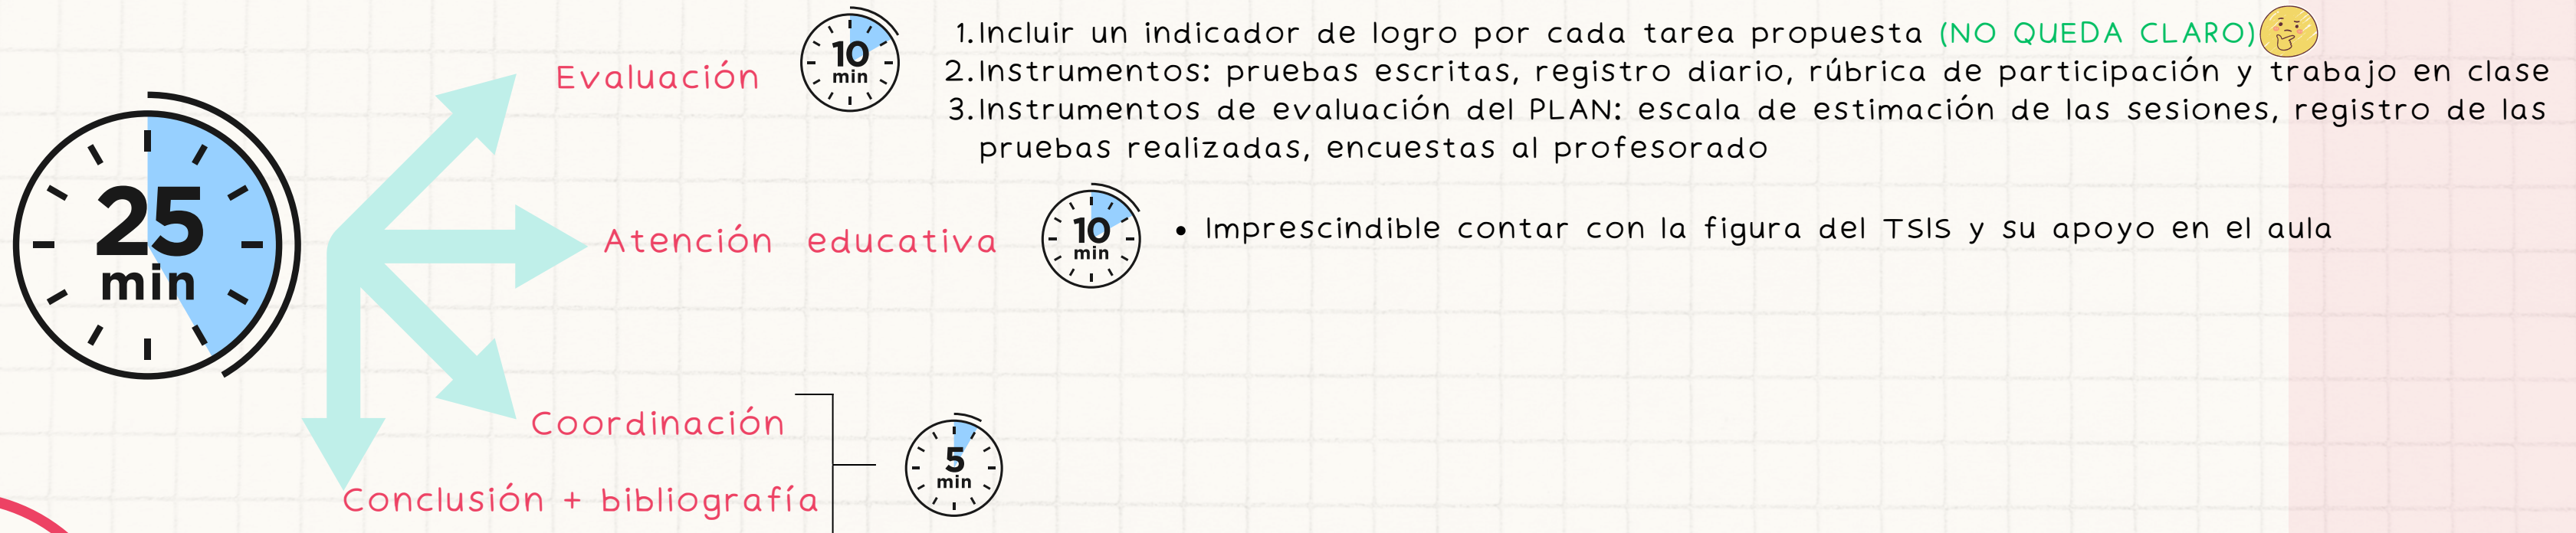 25
min
Evaluación
10
min
1.Incluir un indicador de logro por cada tarea propuesta (NO QUEDA CLARO)
2.Instrumentos: pruebas escritas, registro diario, rúbrica de participación y trabajo en clase
3.Instrumentos de evaluación del PLAN: escala de estimación de las sesiones, registro de las
pruebas realizadas, encuestas al profesorado
Atención educativa
10
min
• Imprescindible contar con la figura del TSIS y su apoyo en el aula
Coordinación
5
min
Conclusión + bibliografía